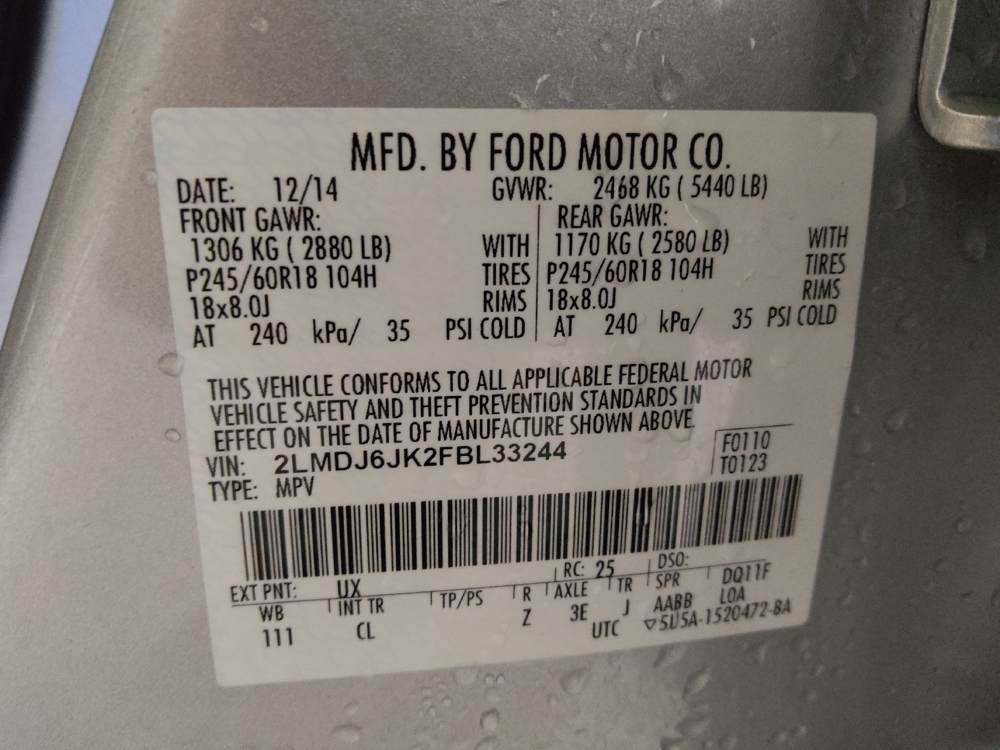 MFD. BY FORD MOTOR CO.
DATE: 12/14 GVWR: 2468 KG ( 5440 LB)
FRONT GAWR: REAR GAWR:
1306 KG ( 2880 LB) WITH 1170 KG ( 2580 LB) WITH
P245/60R18 104H TIRES P245/60R18 104H TIRES
18x8.0J RIMS 18x8.0J RIMS
AT 240 kPa/ 35 PSI COLD AT 240 kPa/ 35 PSI COLD
THIS VEHICLE CONFORMS TO ALL APPLICABLE FEDERAL MOTOR
VEHICLE SAFETY AND THEFT PREVENTION STANDARDS IN
EFFECT ON THE DATE OF MANUFACTURE SHOWN ABOVE.
VIN: 2LMDJ6JK2FBL33244 F0110
TYPE: MPV T0123
EXT PNT: UX RC: 25 DSO:
WB INT TR TP/PS R AXLE TR SPR DQ11F
111 CL Z 3E J AABB LOA
UTC ▽5U5A-1520472-BA